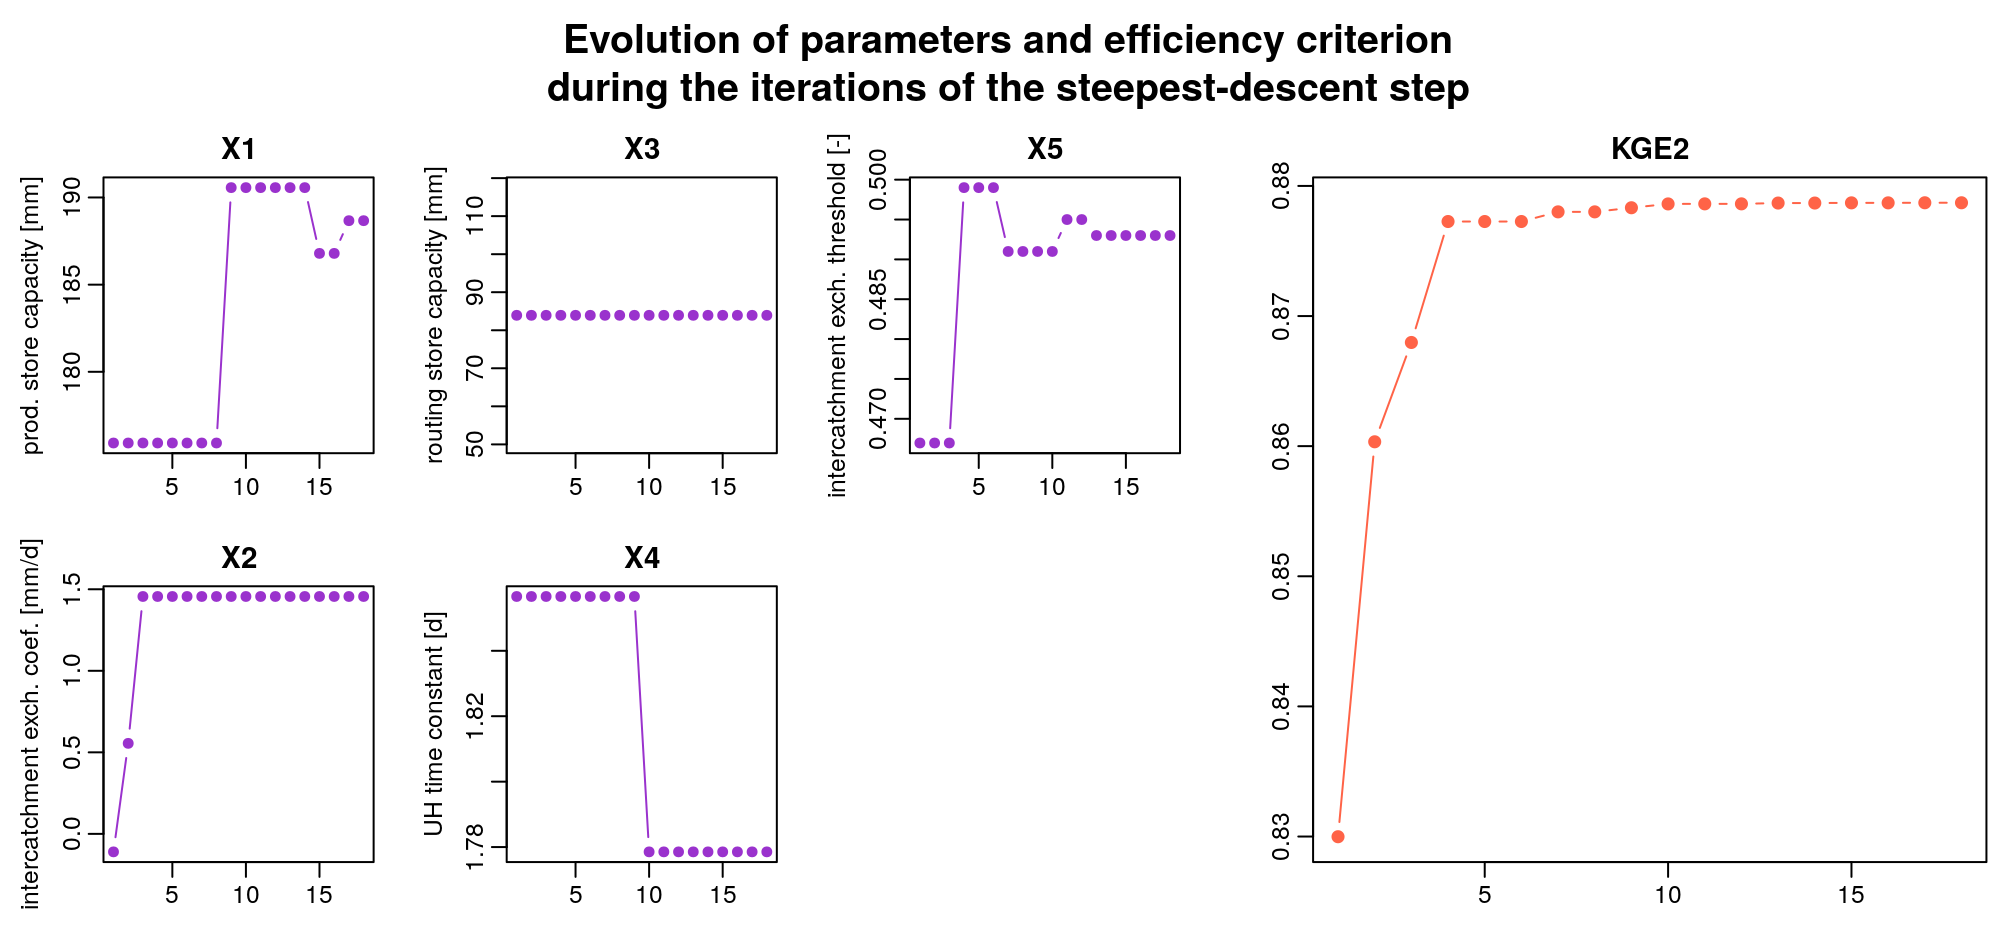 Evolution of parameters and efficiency criterion
during the iterations of the steepest-descent step
X1
prod. store capacity [mm]
180
185
190
5 10 15
X3
routing store capacity [mm]
50
70
90
110
5 10 15
X5
intercatchment exch. threshold [-]
0.470
0.485
0.500
5 10 15
KGE2
0.83
0.84
0.85
0.86
0.87
0.88
5 10 15
X2
intercatchment exch. coef. [mm/d]
0.0
0.5
1.0
1.5
5 10 15
X4
UH time constant [d]
1.78
1.82
5 10 15